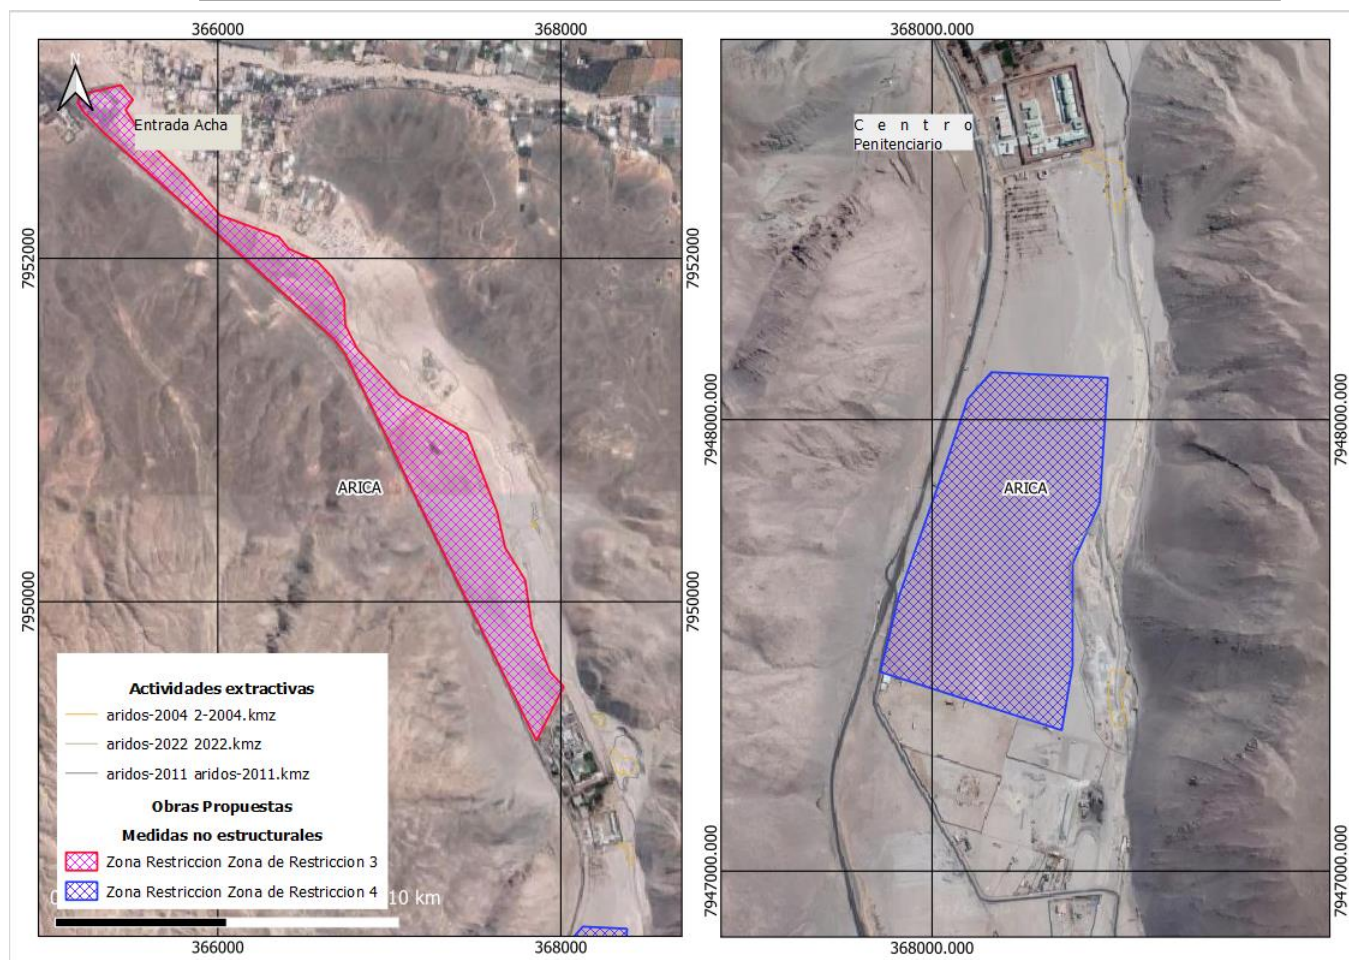 366000
368000
368000.000
N
Entrada Acha
C e n t r o
Penitenciario
7952000
7952000
7952000
7948000.000
7948000.000
ARICA
ARICA
7950000
7950000
Actividades extractivas
aridos-2004 2-2004.kmz
aridos-2022 2022.kmz
aridos-2011 aridos-2011.kmz
Obras Propuestas
Medidas no estructurales
Zona Restriccion Zona de Restriccion 3
Zona Restriccion Zona de Restriccion 4
0
10 km
7947000.000
7947000.000
366000
368000
368000.000